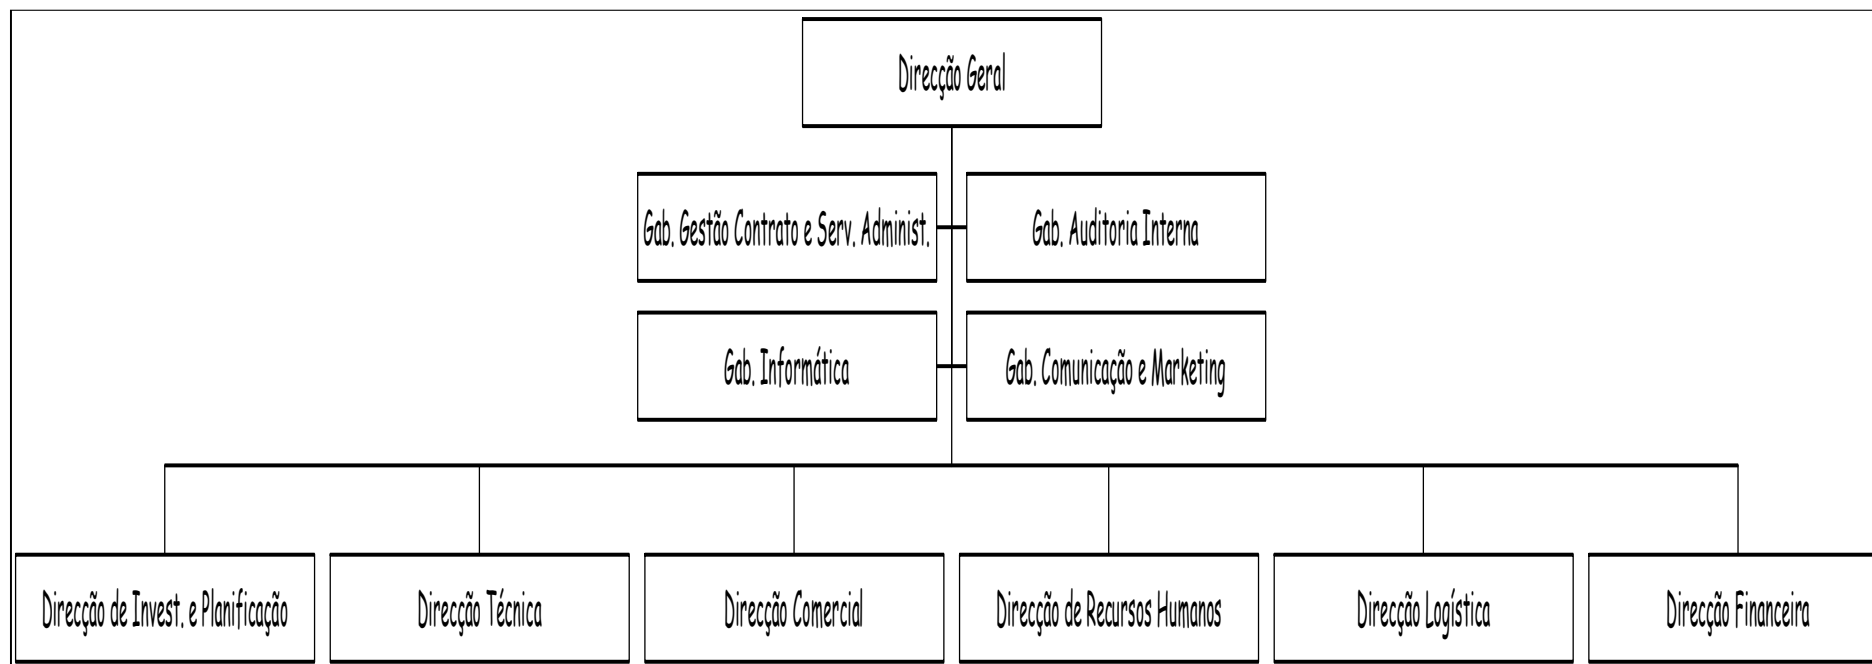 Direcção Geral
Gab. Gestão Contrato e Serv. Administ.
Gab. Auditoria Interna
Gab. Informática
Gab. Comunicação e Marketing
Direcção de Invest. e Planificação
Direcção Técnica
Direcção Comercial
Direcção de Recursos Humanos
Direcção Logística
Direcção Financeira